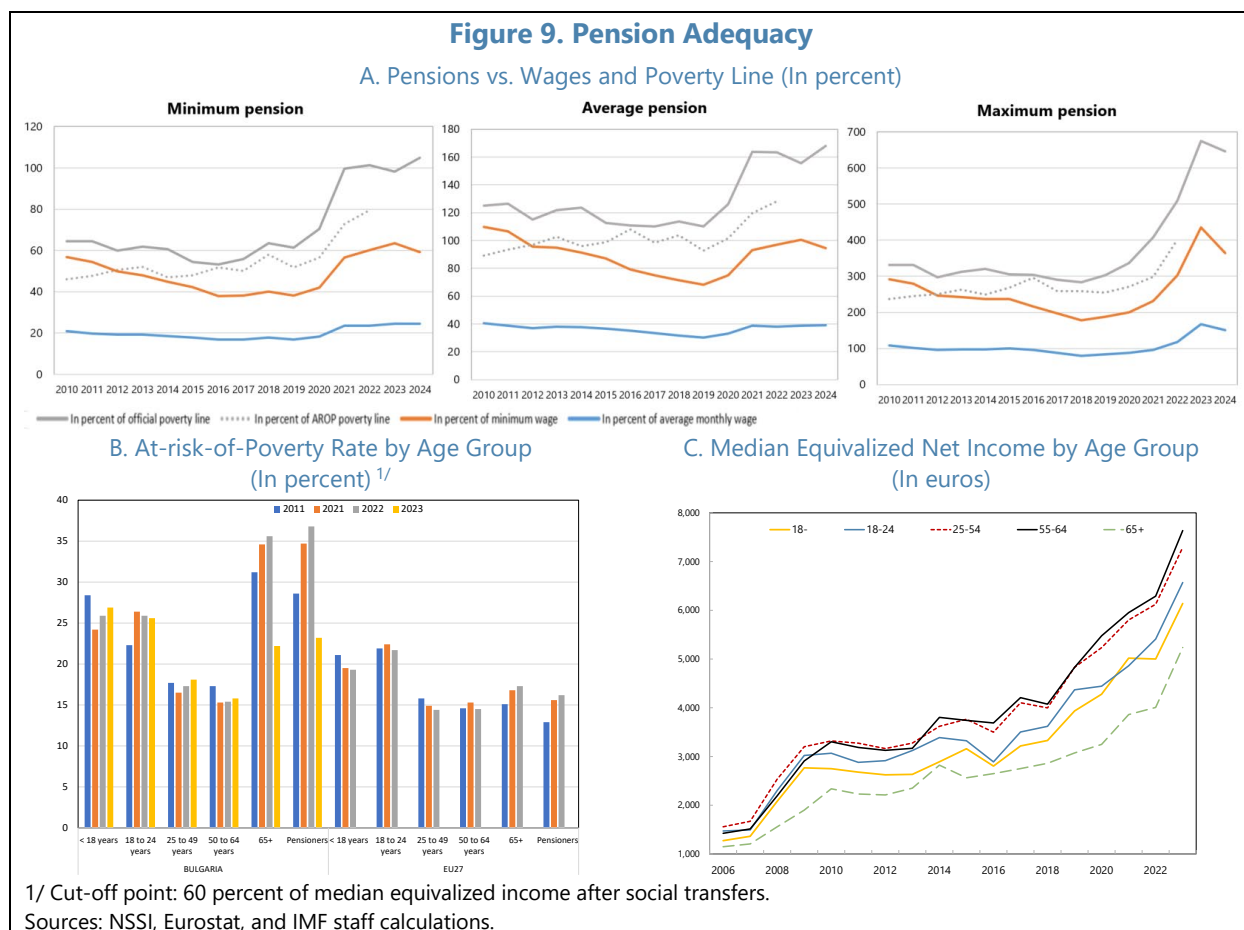 Figure 9. Pension Adequacy
A. Pensions vs. Wages and Poverty Line (In percent)
Minimum pension
120
100
80
60
40
20
0
2010 2011 2012 2013 2014 2015 2016 2017 2018 2019 2020 2021 2022 2023 2024
Average pension
180
160
140
120
100
80
60
40
20
0
2010 2011 2012 2013 2014 2015 2016 2017 2018 2019 2020 2021 2022 2023 2024
Maximum pension
700
600
500
400
300
200
100
0
2010 2011 2012 2013 2014 2015 2016 2017 2018 2019 2020 2021 2022 2023 2024
In percent of official poverty line In percent of AROP poverty line In percent of minimum wage In percent of average monthly wage
B. At-risk-of-Poverty Rate by Age Group
(In percent) 1/
2011 2021 2022 2023
40
35
30
25
20
15
10
5
0
< 18 years 18 to 24 25 to 49 50 to 64 65+ Pensioners < 18 years 18 to 24 25 to 49 50 to 64 65+ Pensioners
years years years years years years
BULGARIA EU27
C. Median Equivalized Net Income by Age Group
(In euros)
18- 18-24 25-54 55-64 -65+
8,000
7,000
6,000
5,000
4,000
3,000
2,000
1,000
2006 2008 2010 2012 2014 2016 2018 2020 2022
1/ Cut-off point: 60 percent of median equivalized income after social transfers.
Sources: NSSI, Eurostat, and IMF staff calculations.